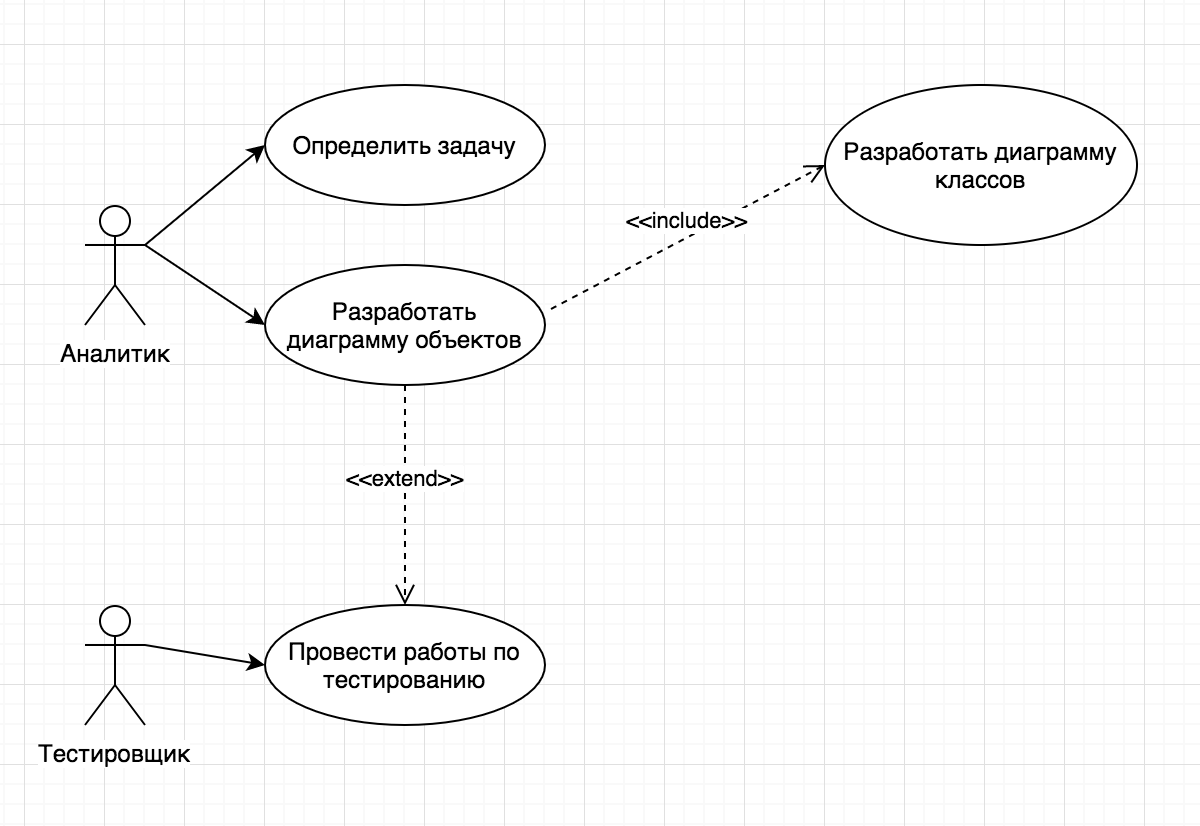 Определить задачу
Разработать диаграмму
классов
<<include>>
Разработать
диаграмму объектов
Аналитик
<<extend>>
Провести работы по
тестированию
Тестировщик